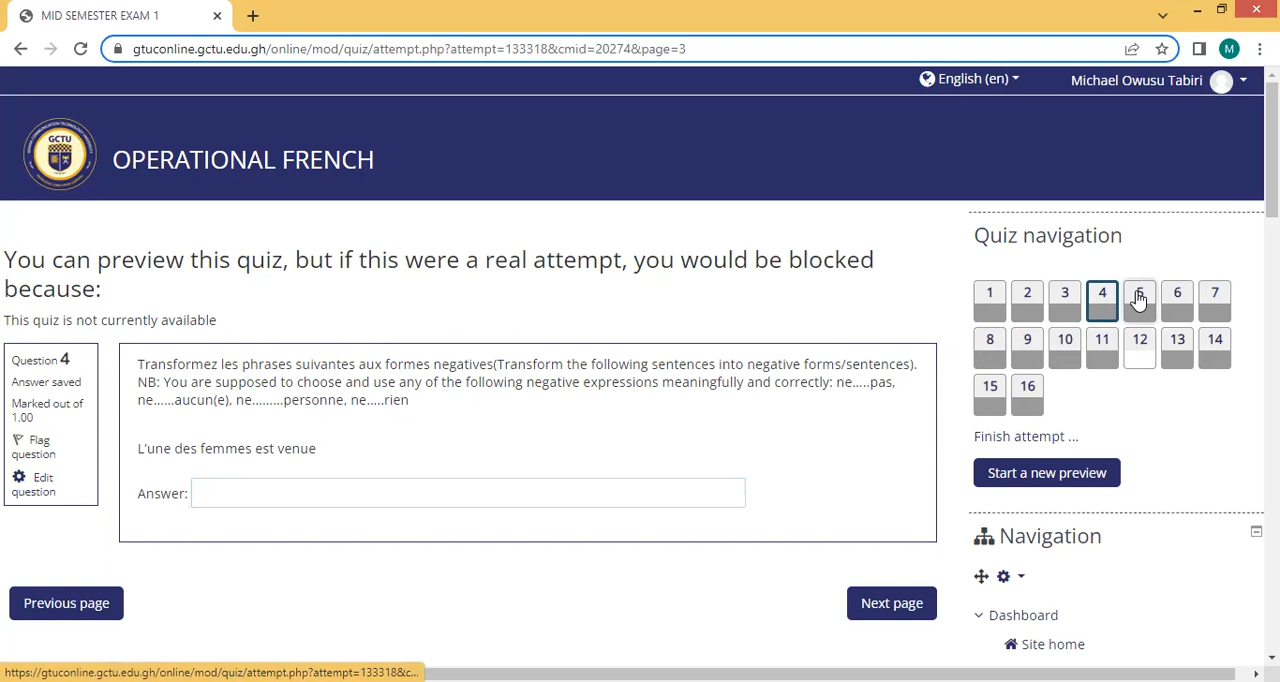 MID SEMESTER EXAM 1
gtuconline.gctu.edu.gh/online/mod/quiz/attempt.php?attempt=133318&cmid=20274&page=3
M
English (en)
Michael Owusu Tabiri
GCTU
OPERATIONAL FRENCH
You can preview this quiz, but if this were a real attempt, you would be blocked
because:
This quiz is not currently available
Question 4
Answer saved
Marked out of
1.00
Flag
question
Edit
question
Transformez les phrases suivantes aux formes negatives(Transform the following sentences into negative forms/sentences).
NB: You are supposed to choose and use any of the following negative expressions meaningfully and correctly: ne.....pas,
ne......aucun(e), ne.........personne, ne.....rien
L'une des femmes est venue
Answer:
Previous page
Next page
Quiz navigation
1 2 3 4 5 6 7
8 9 10 11 12 13 14
15 16
Finish attempt ...
Start a new preview
Navigation
Dashboard
Site home
https://gtuconline.gctu.edu.gh/online/mod/quiz/attempt.php?attempt=133318&c...